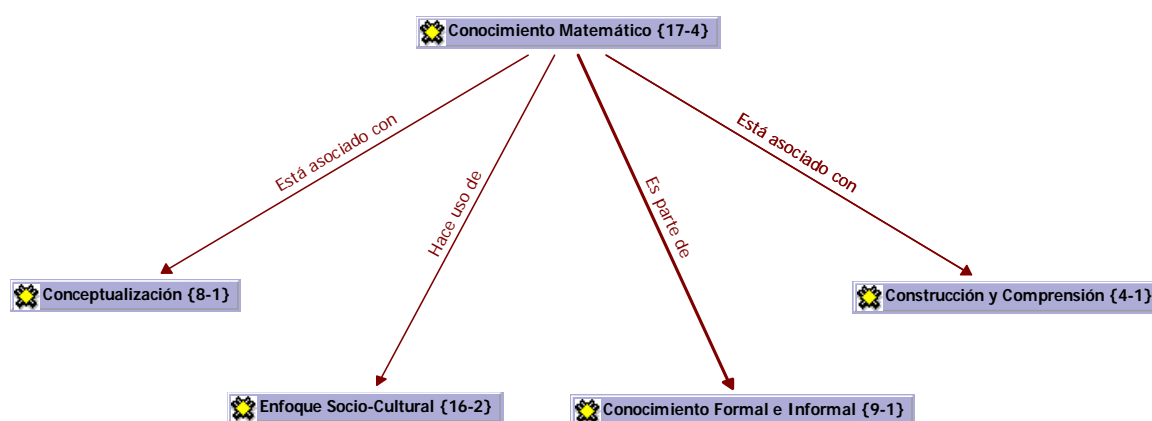 Conocimiento Matemático {17-4}
Está asociado con
Hace uso de
Es parte de
Está asociado con
Conceptualización {8-1}
Construcción y Comprensión {4-1}
Enfoque Socio-Cultural {16-2}
Conocimiento Formal e Informal {9-1}